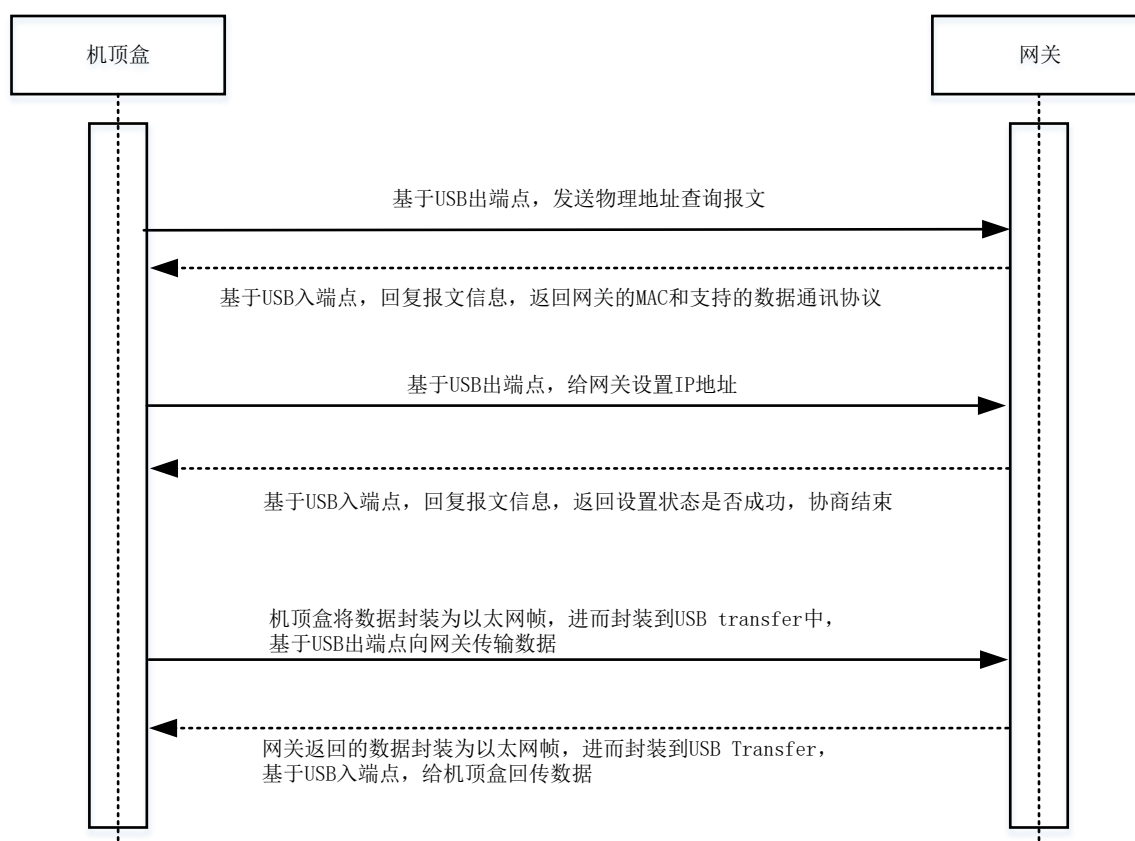 机顶盒
网关
基于USB出端点，发送物理地址查询报文
基于USB入端点，回复报文信息，返回网关的MAC和支持的数据通讯协议
基于USB出端点，给网关设置IP地址
基于USB入端点，回复报文信息，返回设置状态是否成功，协商结束
机顶盒将数据封装为以太网帧，进而封装到USB transfer中，
基于USB出端点向网关传输数据
网关返回的数据封装为以太网帧，进而封装到USB Transfer，
基于USB入端点，给机顶盒回传数据